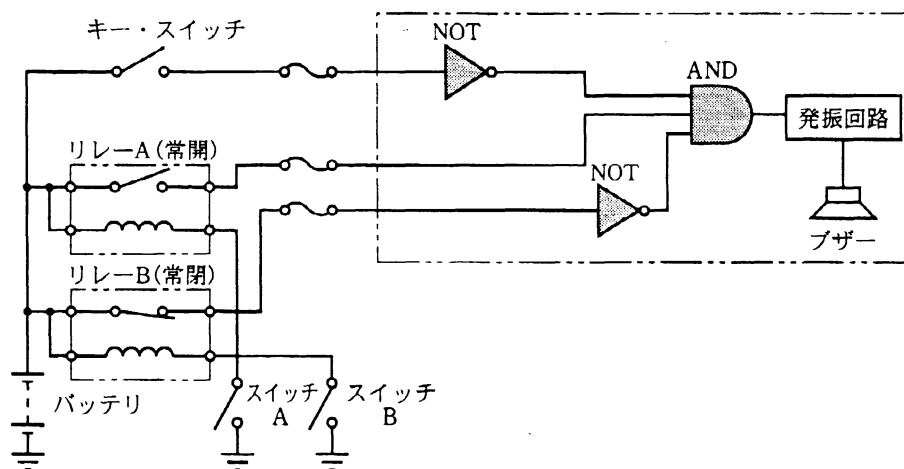 キー・スイッチ
NOT
AND
発振回路
リレーA(常開)
NOT
ブザー
リレーB(常閉)
バッテリ
スイッチ
A
スイッチ
B